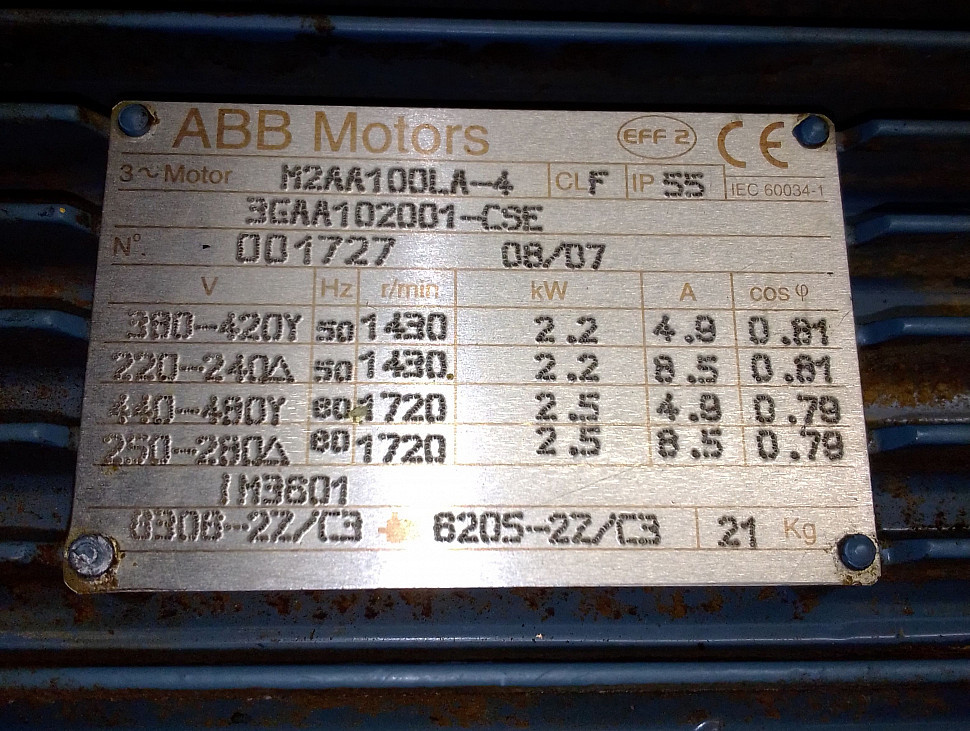 ABB Motors EFF 2 CE
3~Motor M2AA100LA-4 CL F IP 55 IEC 60034-1
3GAA102001-CSE
Nº 001727 08/07
V Hz r/min kW A cos φ
380-420Y 50 1430 2.2 4.9 0.81
220-240Δ 50 1430. 2.2 8.5 0.81
440-480Y 60 1720 2.5 4.9 0.79
250-280Δ 60 1720 2.5 8.5 0.79
IM3601
6306-2Z/C3 6205-2Z/C3 21 Kg